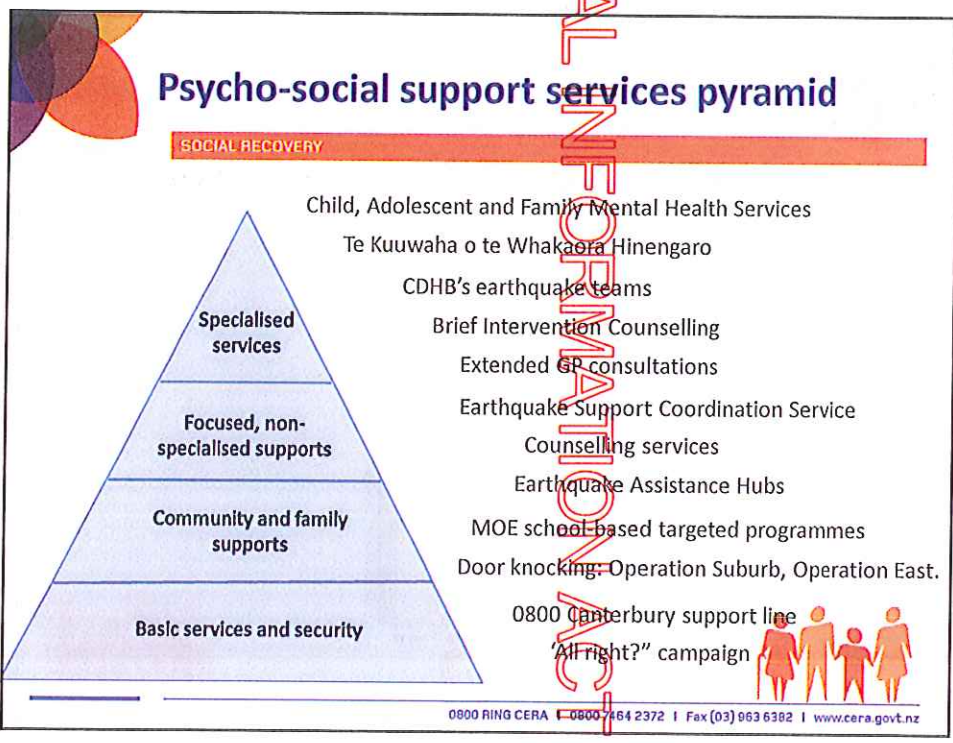 Psycho-social support services pyramid
SOCIAL RECOVERY
Child, Adolescent and Family Mental Health Services
Te Kuuwaha o te Whakaora Hinengaro
CDHB's earthquake teams
Brief Intervention Counselling
Extended GP consultations
Earthquake Support Coordination Service
Counselling services
Earthquake Assistance Hubs
MOE school-based targeted programmes
Door knocking: Operation Suburb, Operation East.
0800 Canterbury support line
'All right?" campaign
Specialised
services
Focused, non-
specialised supports
Community and family
supports
Basic services and security
0800 RING CERA I 0800 7464 2372 I Fax (03) 963 6382 I www.cera.govt.nz
INFORMATION ACT